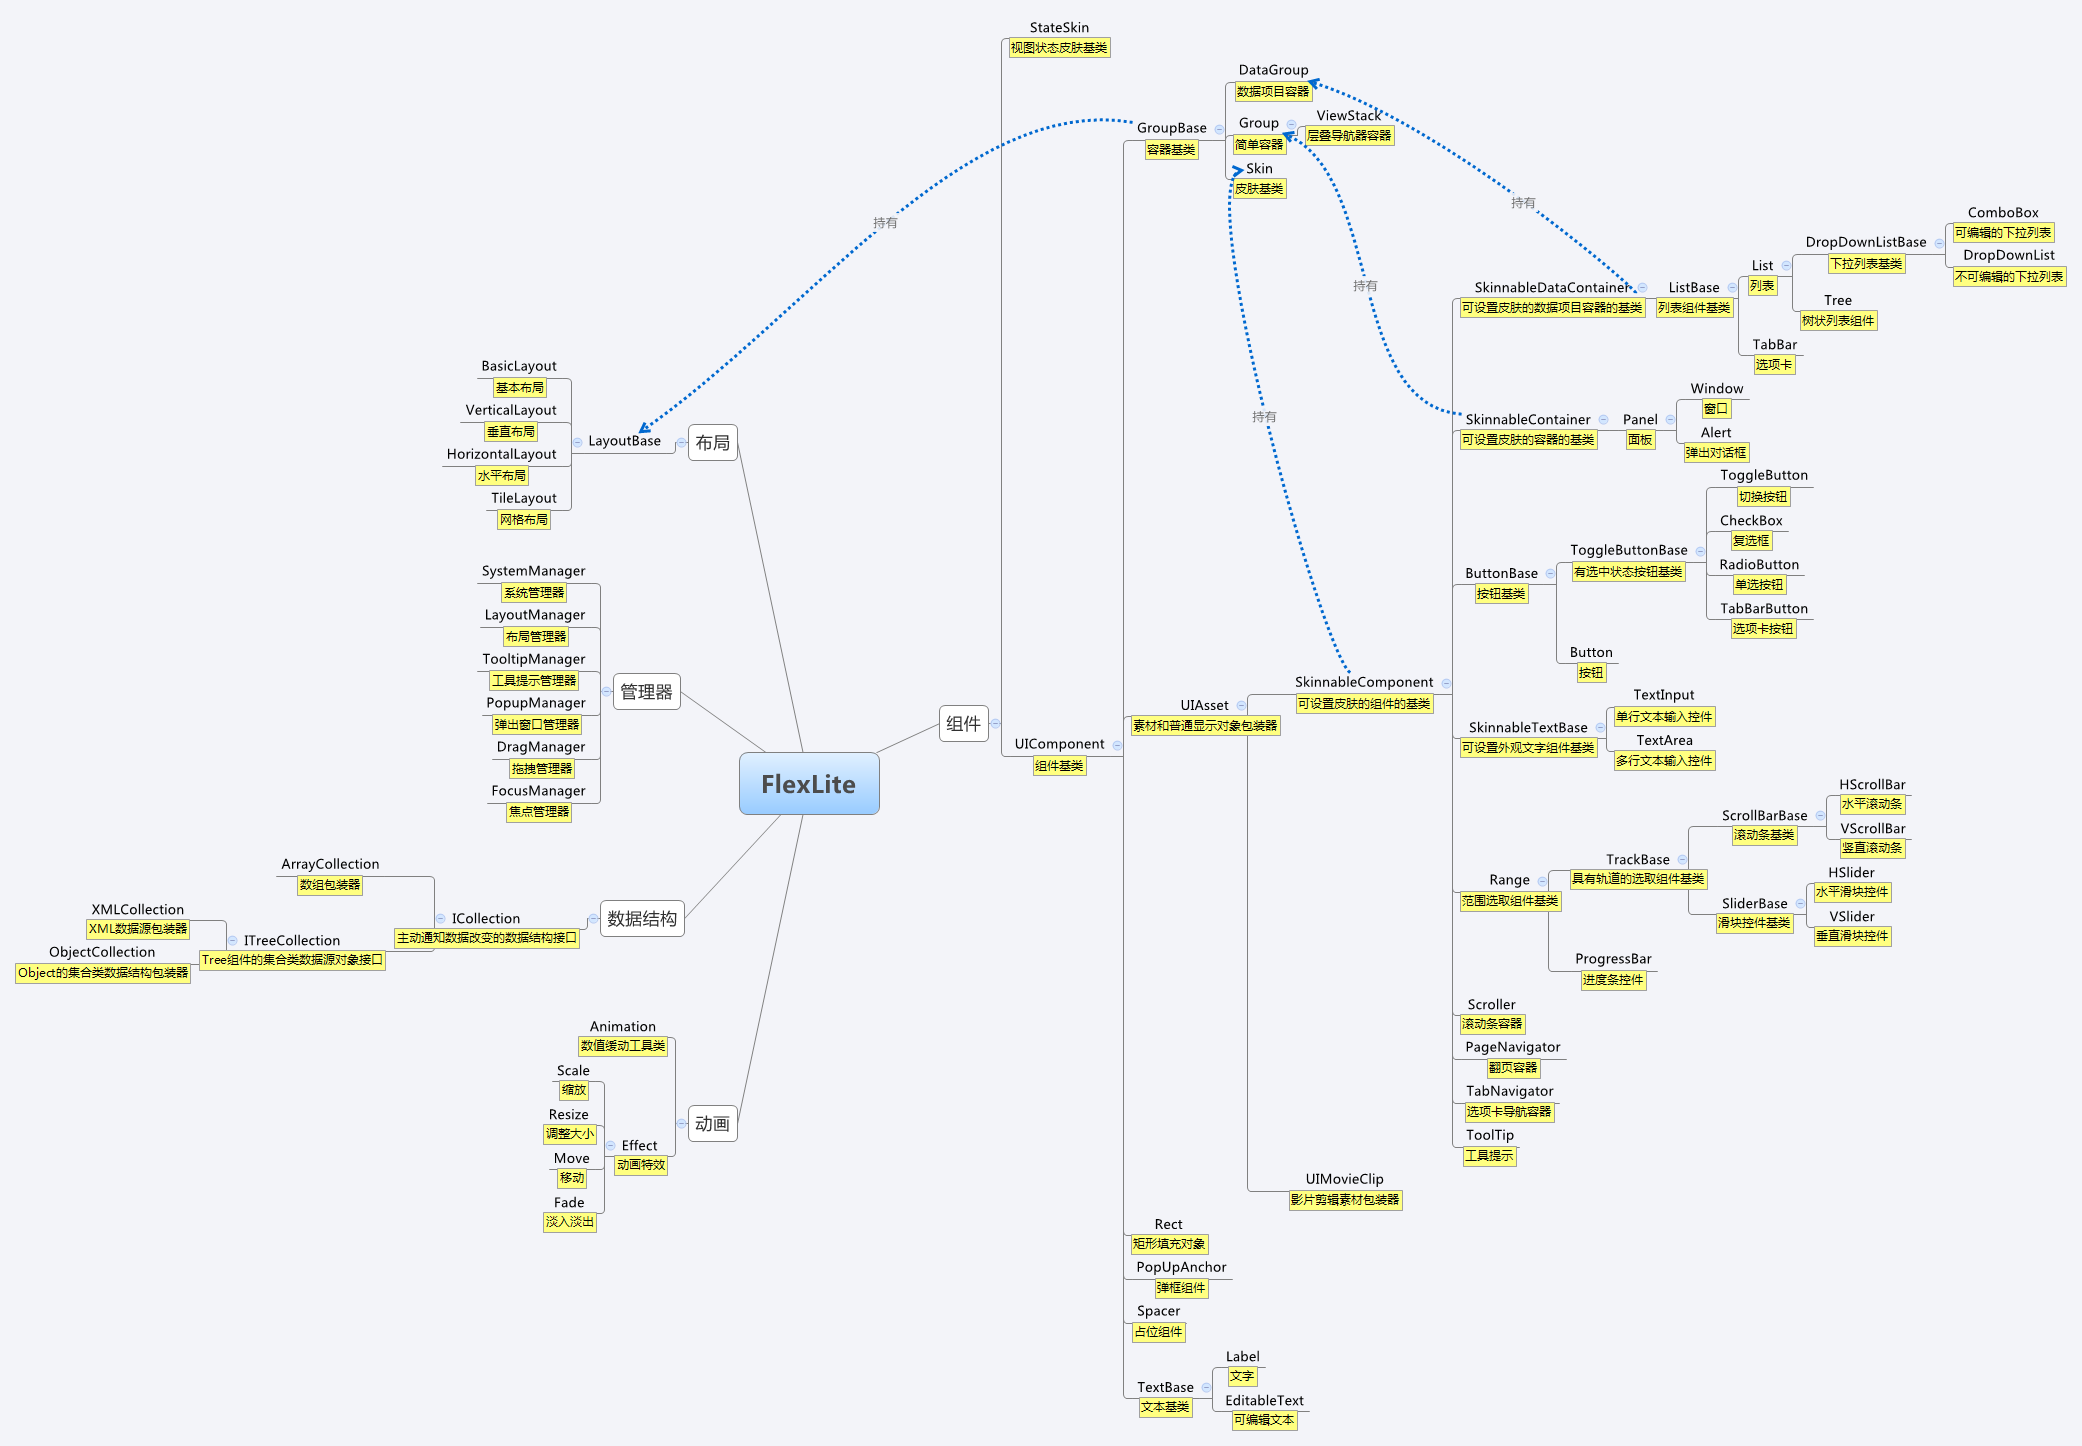 FlexLite
布局
LayoutBase
BasicLayout
基本布局
VerticalLayout
垂直布局
HorizontalLayout
水平布局
TileLayout
网格布局
管理器
SystemManager
系统管理器
LayoutManager
布局管理器
TooltipManager
工具提示管理器
PopupManager
弹出窗口管理器
DragManager
拖拽管理器
FocusManager
焦点管理器
数据结构
ICollection
主动通知数据改变的数据结构接口
ArrayCollection
数组包装器
ITreeCollection
Tree组件的集合类数据源对象接口
XMLCollection
XML数据源包装器
ObjectCollection
Object的集合类数据结构包装器
动画
Animation
数值缓动工具类
Effect
动画特效
Scale
缩放
Resize
调整大小
Move
移动
Fade
淡入淡出
组件
StateSkin
视图状态皮肤基类
UIComponent
组件基类
GroupBase
容器基类
DataGroup
数据项目容器
Group
简单容器
ViewStack
层叠导航器容器
Skin
皮肤基类
持有
持有
持有
持有
UIAsset
素材和普通显示对象包装器
SkinnableComponent
可设置皮肤的组件的基类
SkinnableDataContainer
可设置皮肤的数据项目容器的基类
ListBase
列表组件基类
List
列表
DropDownListBase
下拉列表基类
ComboBox
可编辑的下拉列表
DropDownList
不可编辑的下拉列表
Tree
树状列表组件
TabBar
选项卡
SkinnableContainer
可设置皮肤的容器的基类
Panel
面板
Window
窗口
Alert
弹出对话框
ButtonBase
按钮基类
ToggleButtonBase
有选中状态按钮基类
ToggleButton
切换按钮
CheckBox
复选框
RadioButton
单选按钮
TabBarButton
选项卡按钮
Button
按钮
SkinnableTextBase
可设置外观文字组件基类
TextInput
单行文本输入控件
TextArea
多行文本输入控件
Range
范围选取组件基类
TrackBase
具有轨道的选取组件基类
ScrollBarBase
滚动条基类
HScrollBar
水平滚动条
VScrollBar
竖直滚动条
SliderBase
滑块控件基类
HSlider
水平滑块控件
VSlider
垂直滑块控件
ProgressBar
进度条控件
Scroller
滚动条容器
PageNavigator
翻页容器
TabNavigator
选项卡导航容器
ToolTip
工具提示
UIMovieClip
影片剪辑素材包装器
Rect
矩形填充对象
PopUpAnchor
弹框组件
Spacer
占位组件
TextBase
文本基类
Label
文字
EditableText
可编辑文本